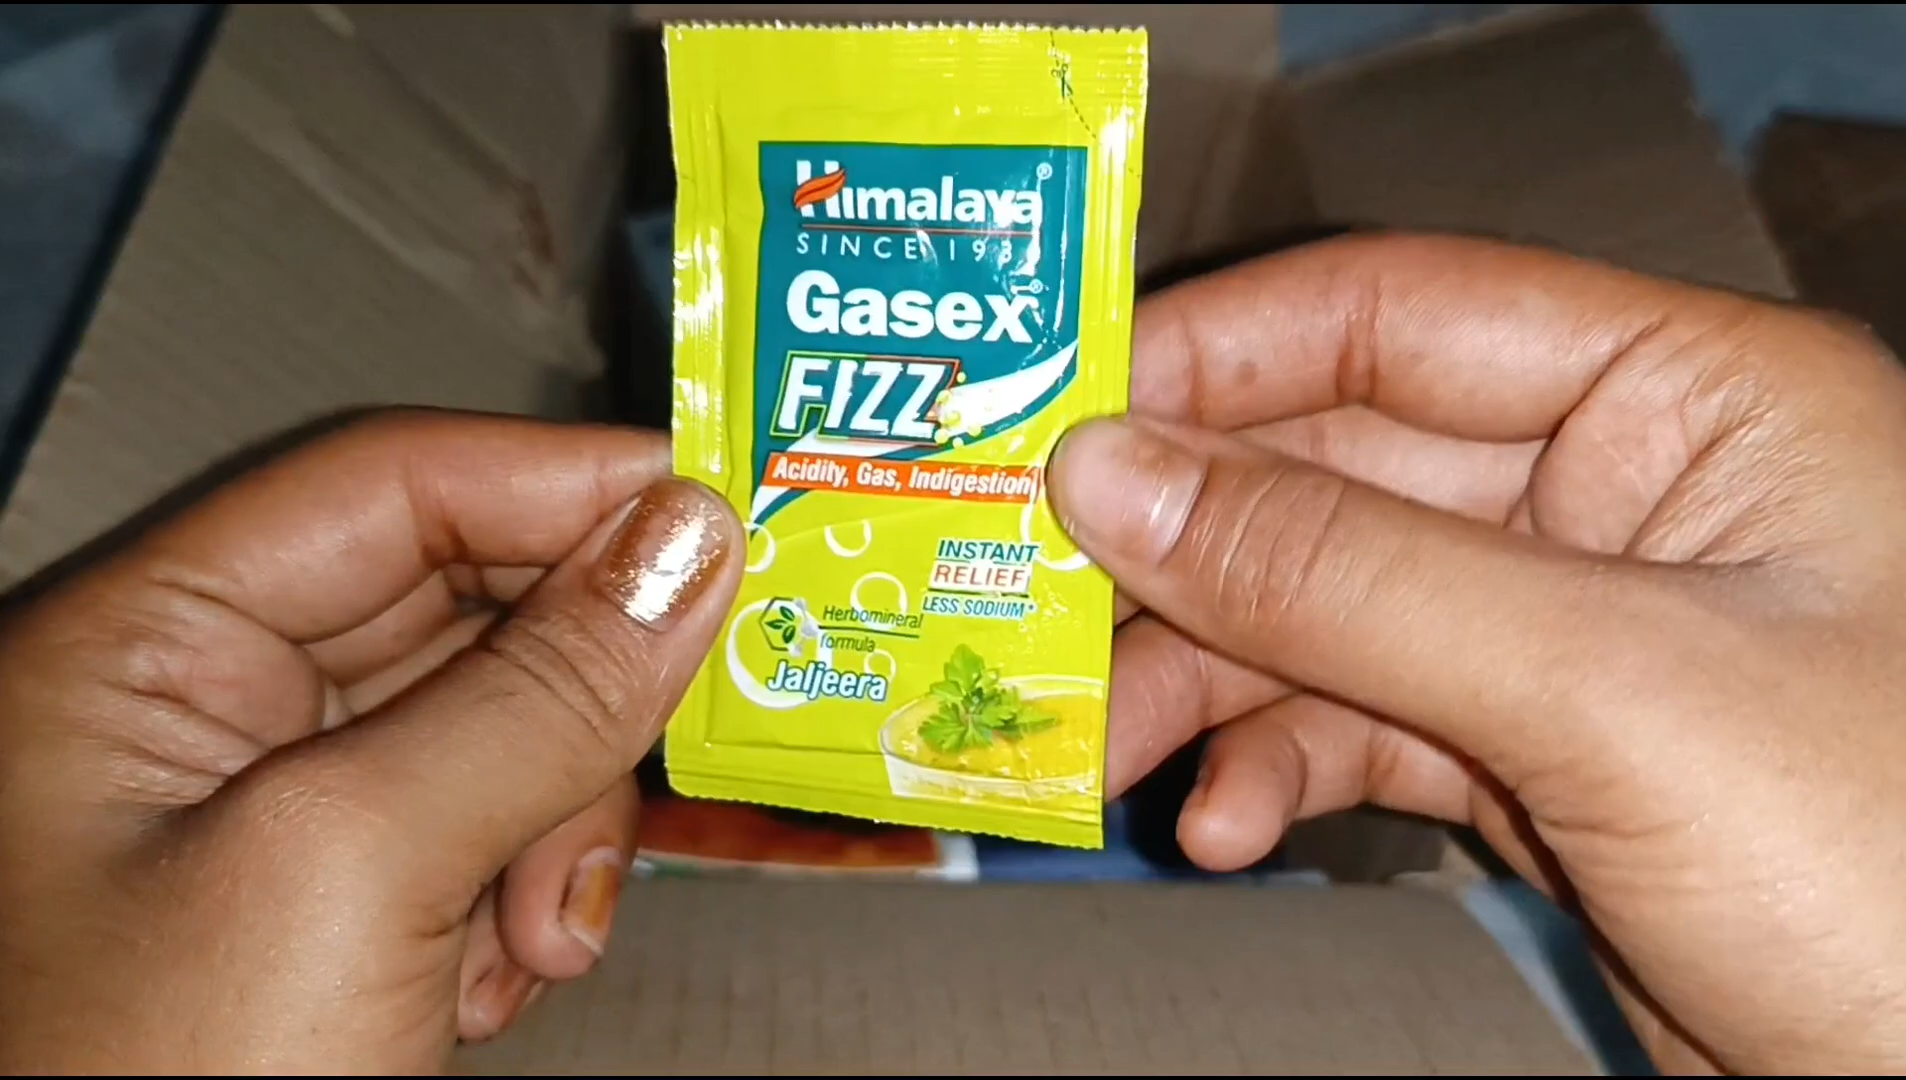 Himalaya®
SINCE 193
Gasex®
FIZZ
Acidity, Gas, Indigestion
INSTANT
RELIEF
LESS SODIUM*
Herbomineral
formula
Jaljeera